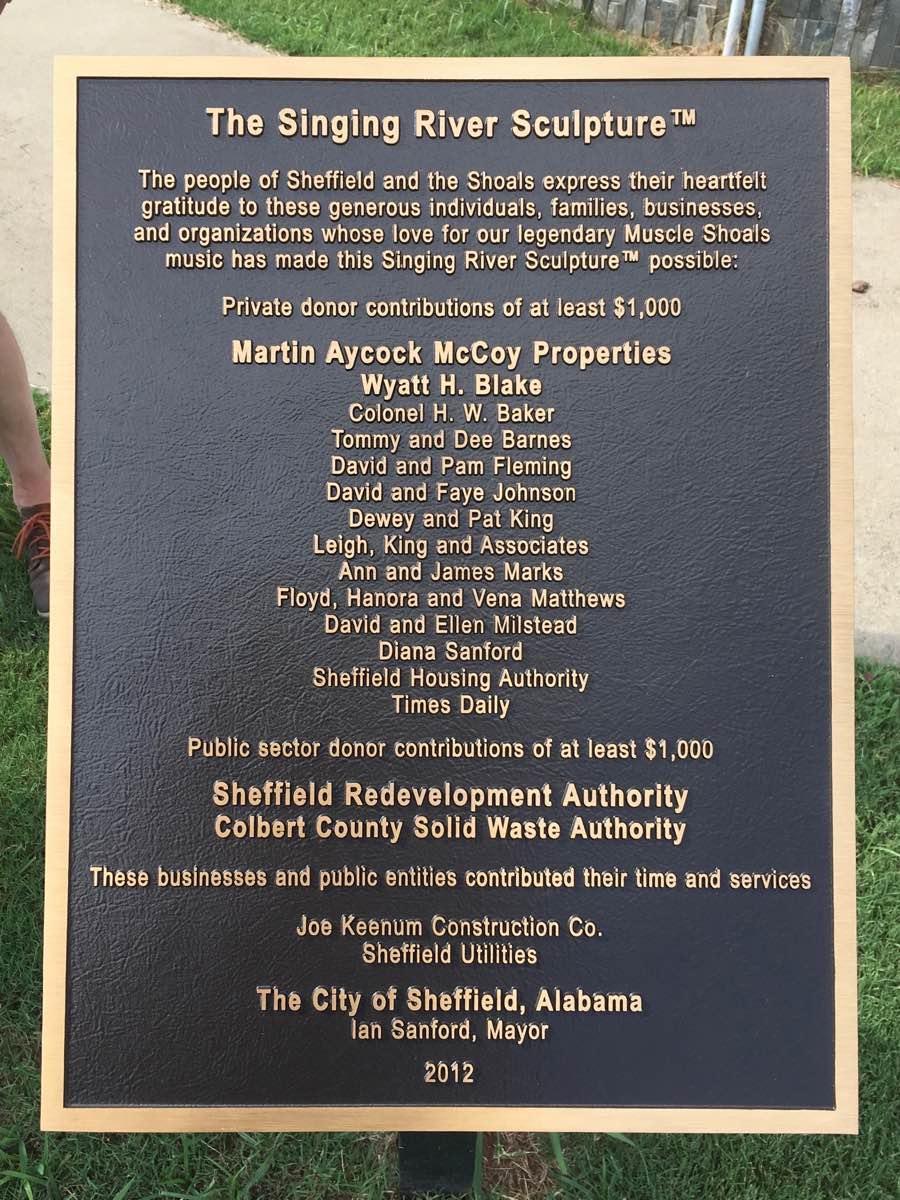 The Singing River Sculpture™
The people of Sheffield and the Shoals express their heartfelt
gratitude to these generous individuals, families, businesses,
and organizations whose love for our legendary Muscle Shoals
music has made this Singing River Sculpture™ possible:
Private donor contributions of at least $1,000
Martin Aycock McCoy Properties
Wyatt H. Blake
Colonel H. W. Baker
Tommy and Dee Barnes
David and Pam Fleming
David and Faye Johnson
Dewey and Pat King
Leigh, King and Associates
Ann and James Marks
Floyd, Hanora and Vena Matthews
David and Ellen Milstead
Diana Sanford
Sheffield Housing Authority
Times Daily
Public sector donor contributions of at least $1,000
Sheffield Redevelopment Authority
Colbert County Solid Waste Authority
These businesses and public entities contributed their time and services
Joe Keenum Construction Co.
Sheffield Utilities
The City of Sheffield, Alabama
Ian Sanford, Mayor
2012